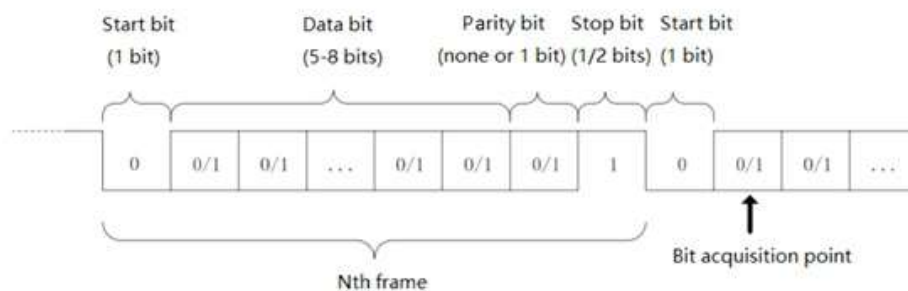 Start bit Data bit Parity bit Stop bit Start bit
(1 bit) (5-8 bits) (none or 1 bit) (1/2 bits) (1 bit)
0 0/1 0/1 ... 0/1 0/1 0/1 1 0 0/1 0/1 ...
Bit acquisition point
Nth frame